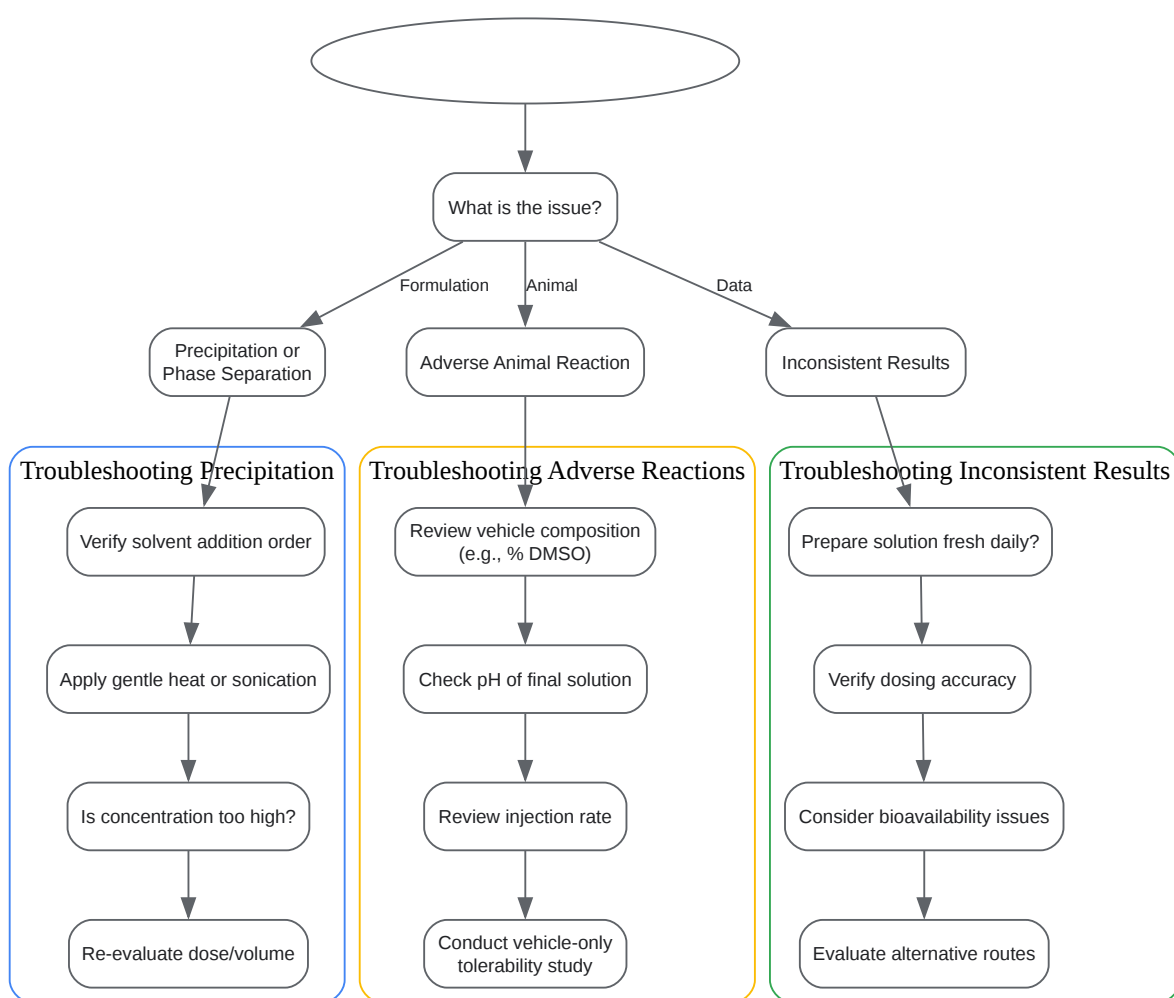 What is the issue?
Formulation
Animal
Data
Precipitation or
Phase Separation
Adverse Animal Reaction
Inconsistent Results
Troubleshooting Precipitation
Verify solvent addition order
Apply gentle heat or sonication
Is concentration too high?
Re-evaluate dose/volume
Troubleshooting Adverse Reactions
Review vehicle composition
(e.g., % DMSO)
Check pH of final solution
Review injection rate
Conduct vehicle-only
tolerability study
Troubleshooting Inconsistent Results
Prepare solution fresh daily?
Verify dosing accuracy
Consider bioavailability issues
Evaluate alternative routes